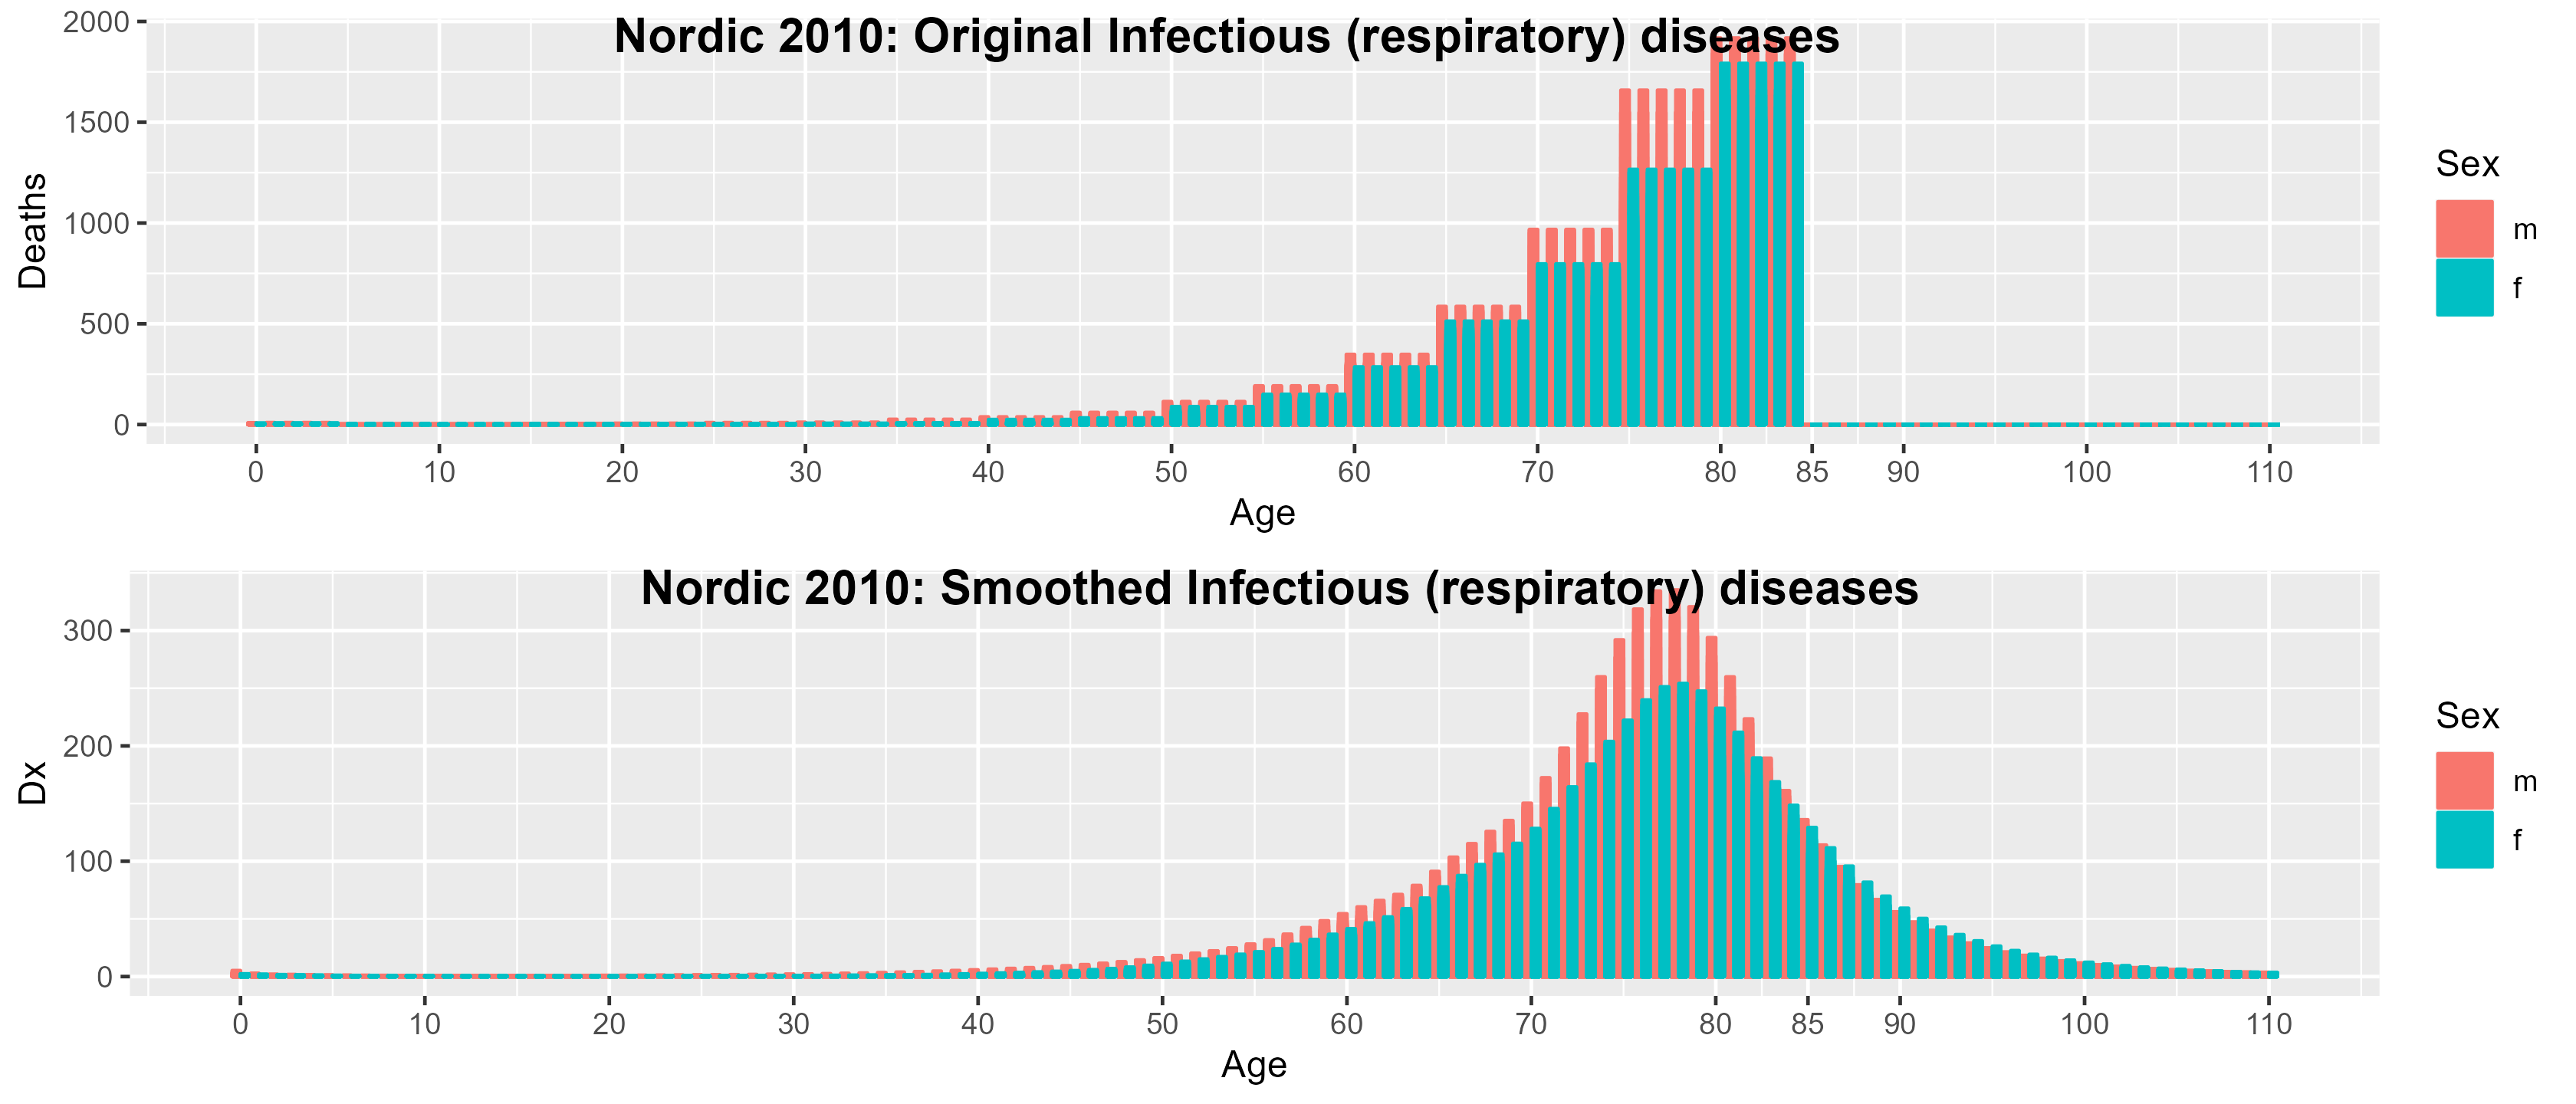 Nordic 2010: Original Infectious (respiratory) diseases
2000
1500
1000
500
0
Deaths
0 10 20 30 40 50 60 70 80 85 90 100 110
Age
Sex
m
f
Nordic 2010: Smoothed Infectious (respiratory) diseases
300
200
100
0
Dx
0 10 20 30 40 50 60 70 80 85 90 100 110
Age
Sex
m
f